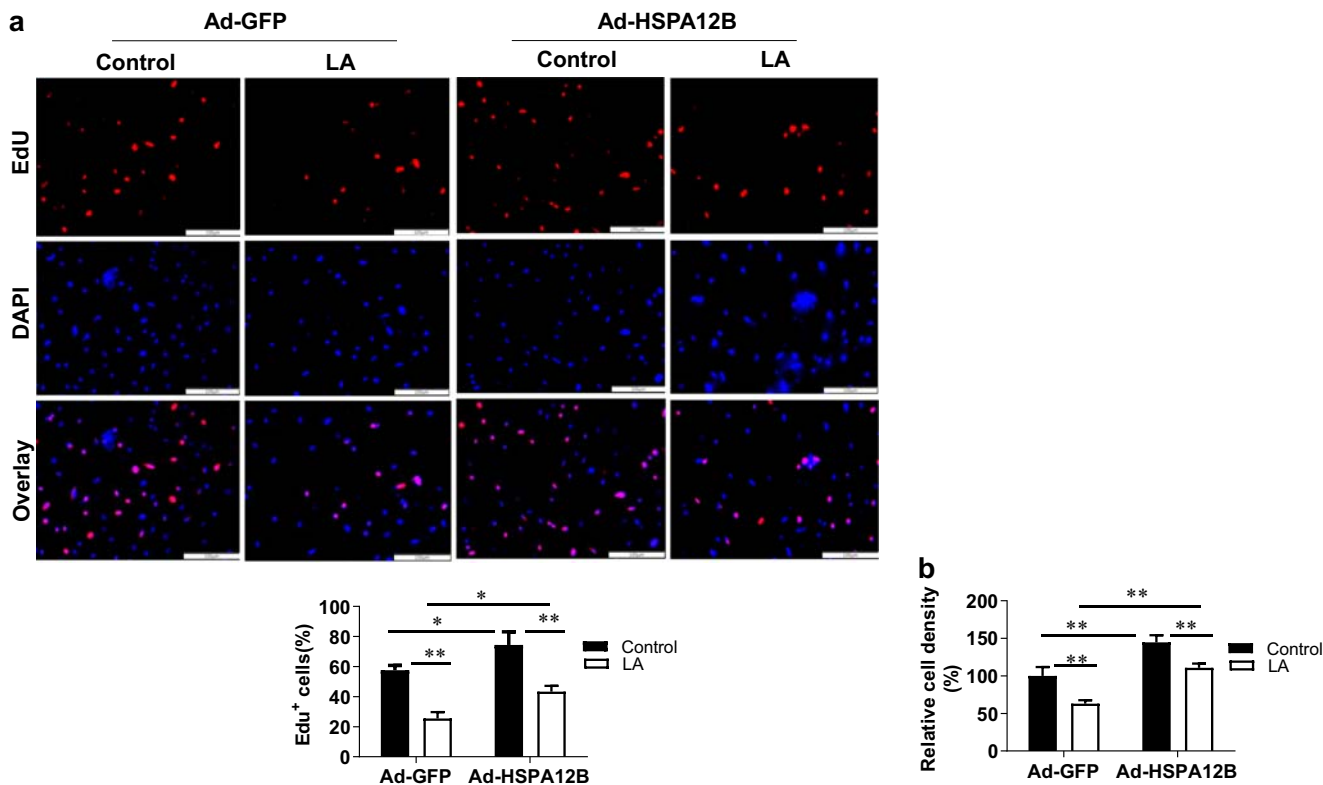 a
Ad-GFP
Ad-HSPA12B
Control
LA
Control
LA
EdU
DAPI
Overlay
Edu+ cells(%)
100
80
60
40
20
0
*
*
**
**
Ad-GFP
Ad-HSPA12B
Control
LA
b
Relative cell density
(%)
200
150
100
50
0
**
**
**
**
Ad-GFP
Ad-HSPA12B
Control
LA